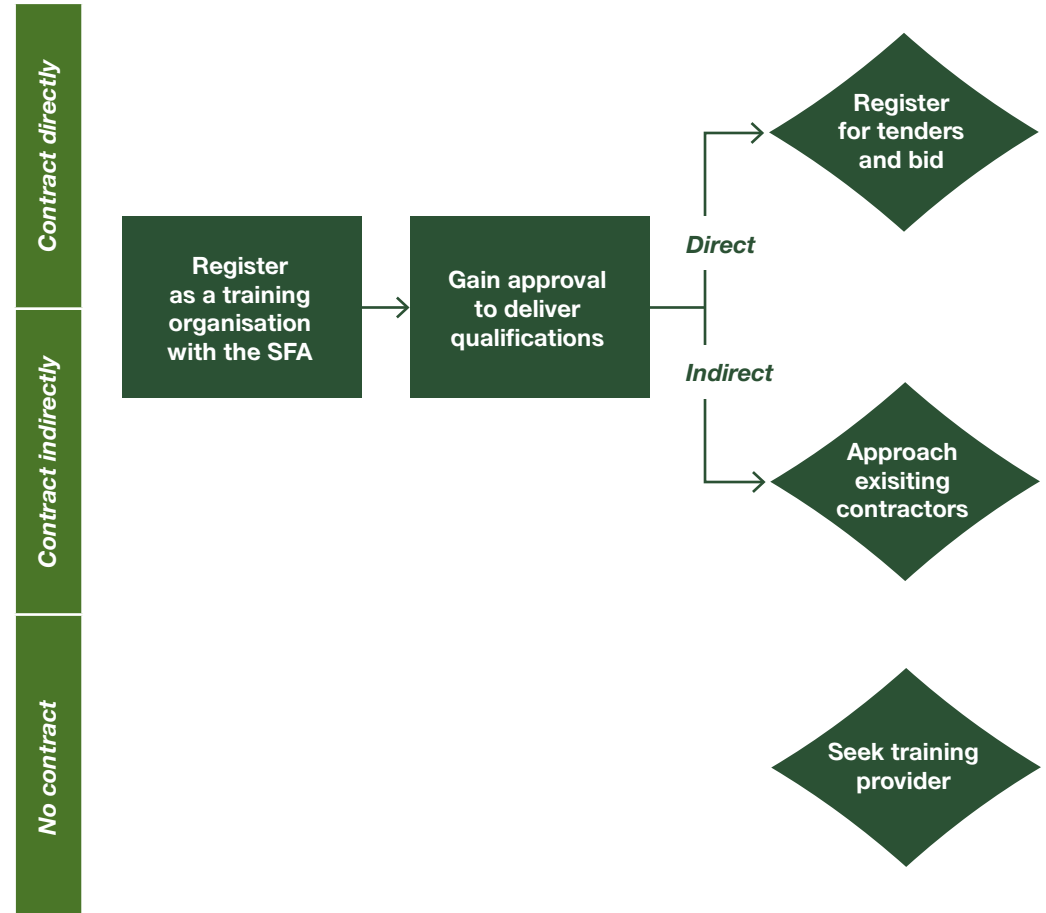 Contract directly
Contract indirectly
No contract
Register
as a training
organisation
with the SFA
Gain approval
to deliver
qualifications
Direct
Indirect
Register
for tenders
and bid
Approach
exisiting
contractors
Seek training
provider